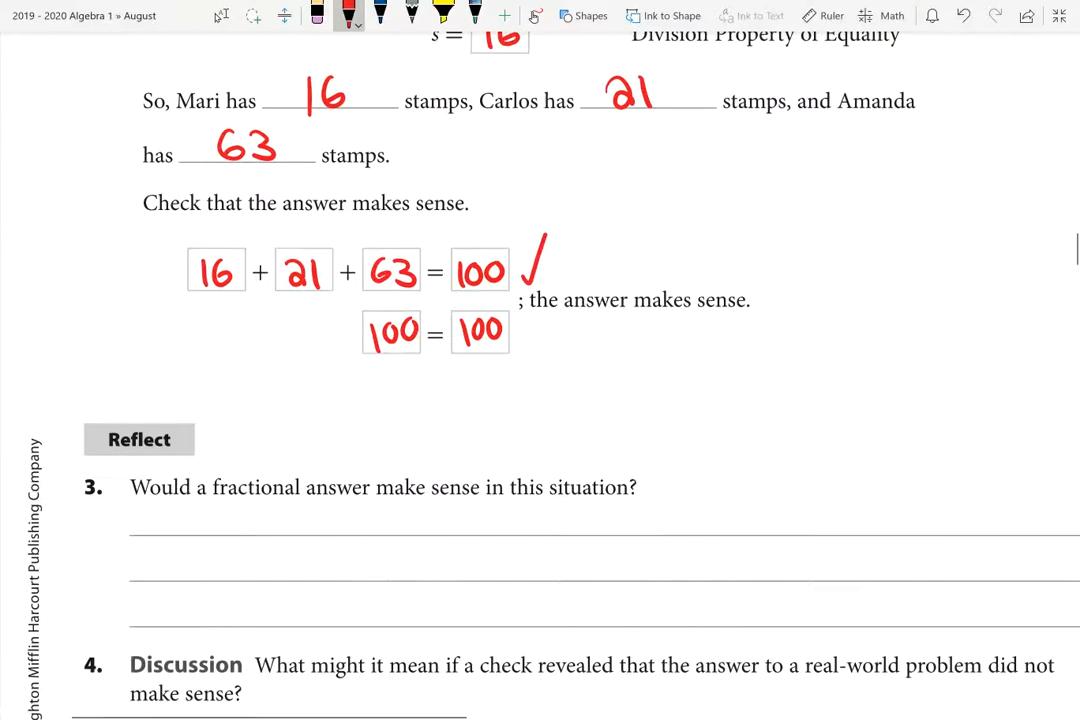 2019 - 2020 Algebra 1 » August Shapes Ink to Shape Ink to Text Ruler Math
s = 16 Division Property of Equality
So, Mari has 16 stamps, Carlos has 21 stamps, and Amanda
has 63 stamps.
Check that the answer makes sense.
16 + 21 + 63 = 100 ✓
; the answer makes sense.
100 = 100
Reflect
3. Would a fractional answer make sense in this situation?
4. Discussion What might it mean if a check revealed that the answer to a real-world problem did not
make sense?
ghton Mifflin Harcourt Publishing Company